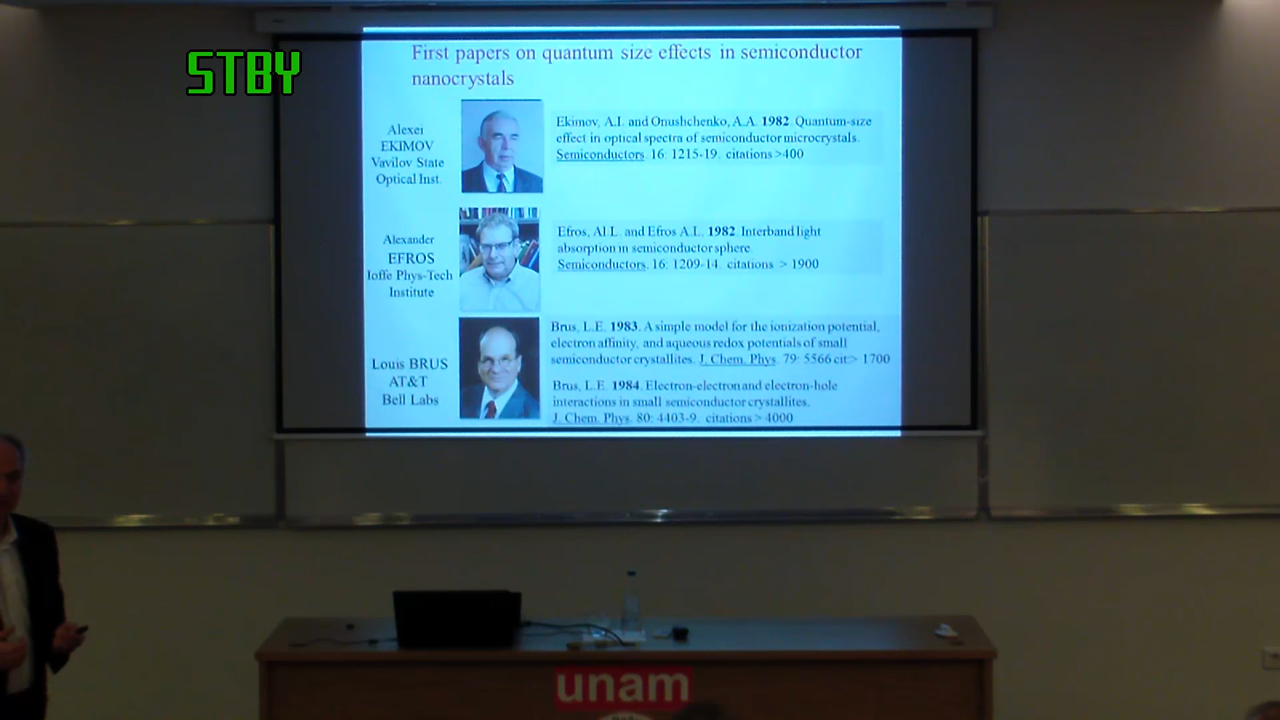 STBY
First papers on quantum size effects in semiconductor
nanocrystals
Alexei
EKIMOV
Vavilov State
Optical Inst.
Ekimov, A.I. and Onushchenko, A.A. 1982. Quantum-size
effect in optical spectra of semiconductor microcrystals.
Semiconductors. 16: 1215-19. citations >400
Alexander
EFROS
Ioffe Phys-Tech
Institute
Efros, Al.L. and Efros A.L. 1982. Interband light
absorption in semiconductor sphere.
Semiconductors. 16: 1209-14. citations > 1900
Louis BRUS
AT&T
Bell Labs
Brus, L.E. 1983. A simple model for the ionization potential,
electron affinity, and aqueous redox potentials of small
semiconductor crystallites. J. Chem. Phys. 79: 5566 cit:> 1700
Brus, L.E. 1984. Electron-electron and electron-hole
interactions in small semiconductor crystallites.
J. Chem. Phys. 80: 4403-9. citations > 4000
unam